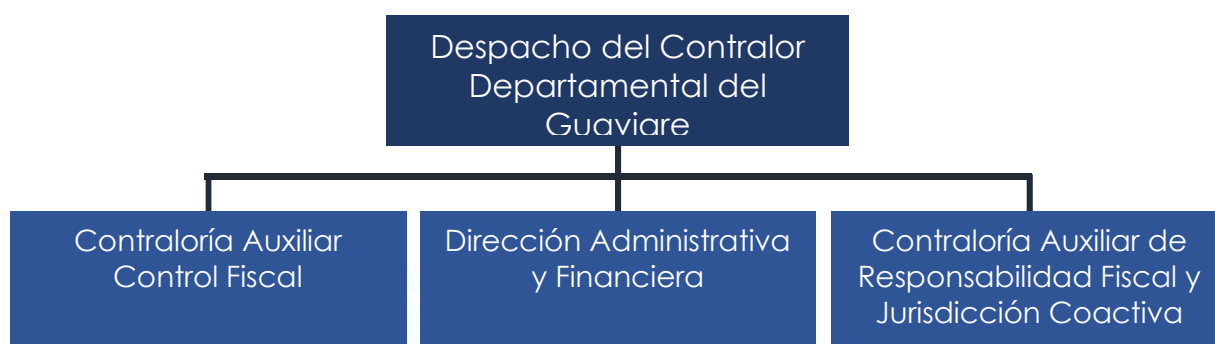 Despacho del Contralor
Departamental del
Guaviare
Contraloría Auxiliar
Control Fiscal
Dirección Administrativa
y Financiera
Contraloría Auxiliar de
Responsabilidad Fiscal y
Jurisdicción Coactiva